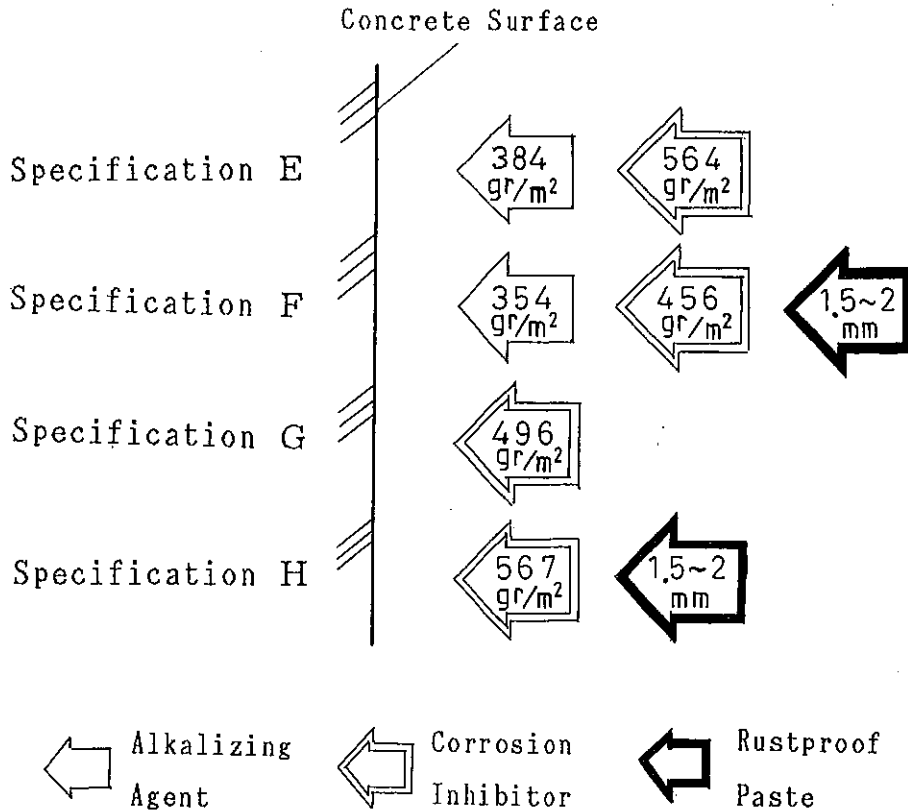 Concrete Surface
Specification E
384
gr/m²
564
gr/m²
Specification F
354
gr/m²
456
gr/m²
1.5~2
mm
Specification G
496
gr/m²
Specification H
567
gr/m²
1.5~2
mm
Alkalizing
Agent
Corrosion
Inhibitor
Rustproof
Paste